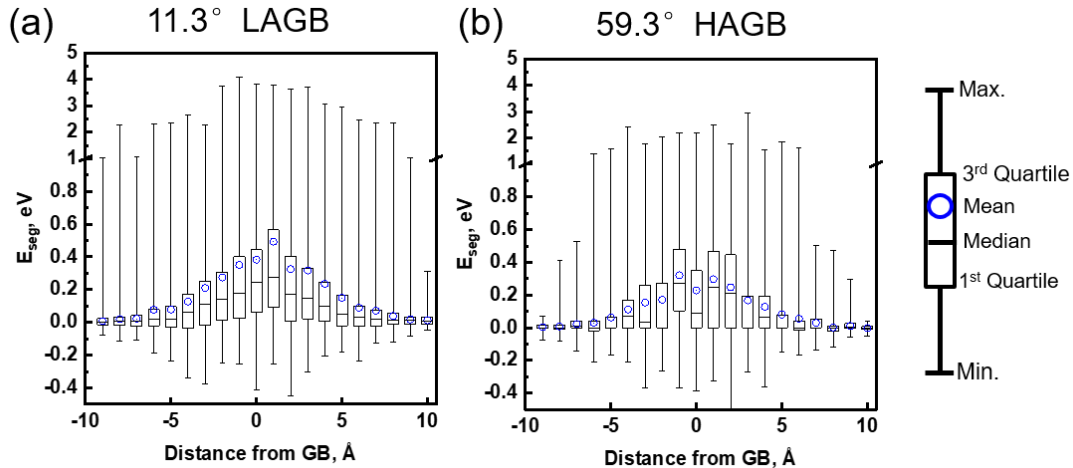 (a) 11.3° LAGB
5
4
3
2
1
0.8
0.6
0.4
0.2
0.0
-0.2
-0.4
E_seg, eV
-10 -5 0 5 10
Distance from GB, Å
(b) 59.3° HAGB
5
4
3
2
1
0.8
0.6
0.4
0.2
0.0
-0.2
-0.4
E_seg, eV
-10 -5 0 5 10
Distance from GB, Å
Max.
3rd Quartile
Mean
Median
1st Quartile
Min.